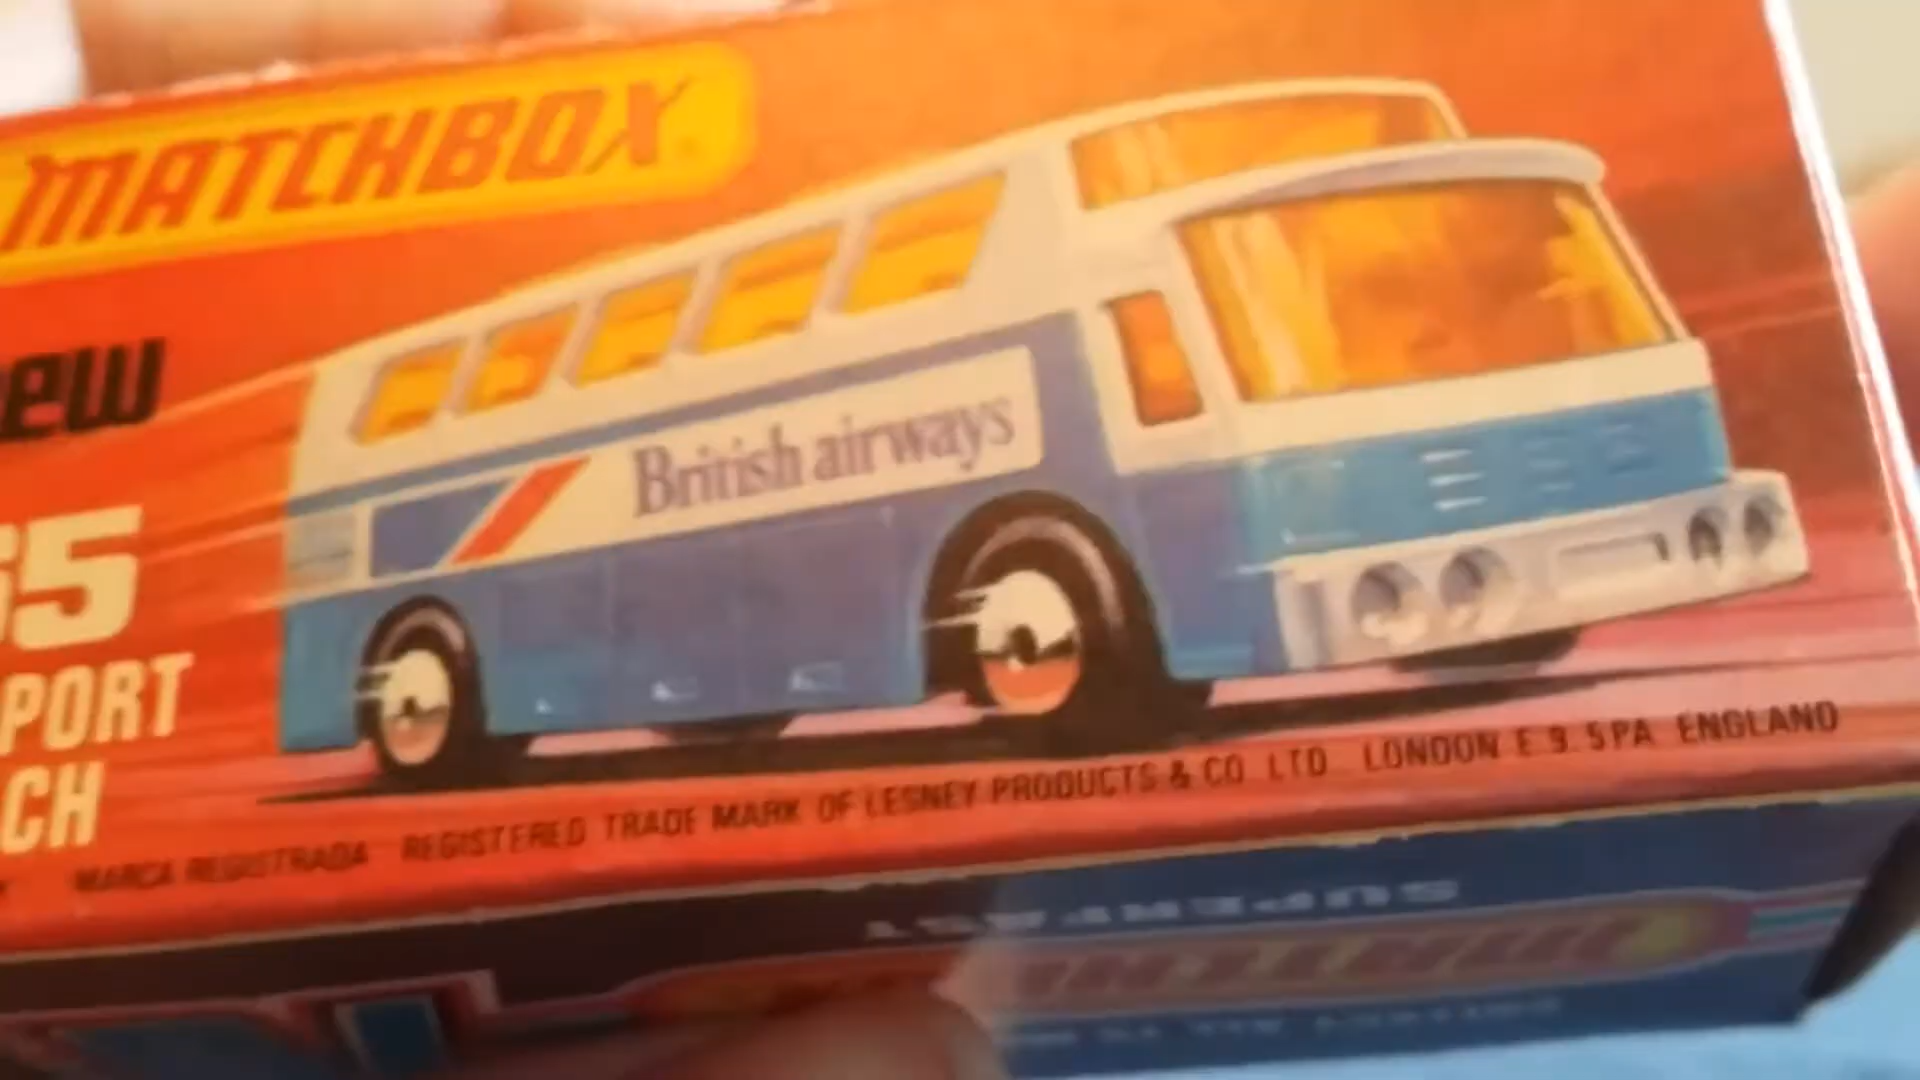 MATCHBOX
ew
65
PORT
CH
British airways
MARCA REGISTRADA REGISTERED TRADE MARK OF LESNEY PRODUCTS & CO LTD LONDON E 9. 5PA ENGLAND
SUPERFAST